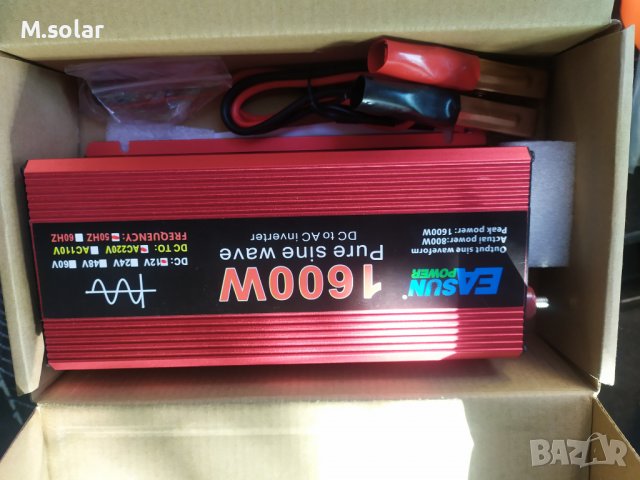 M.solar
EASUN
POWER
®
Output sine waveform
Actual power:800W
Peak power:1600W
1600W
Pure sine wave
DC to AC inverter
DC: 12V 24V 48V 60V
DC TO: AC220V AC110V
FREQUENCY: 50HZ 60HZ
BAZAR